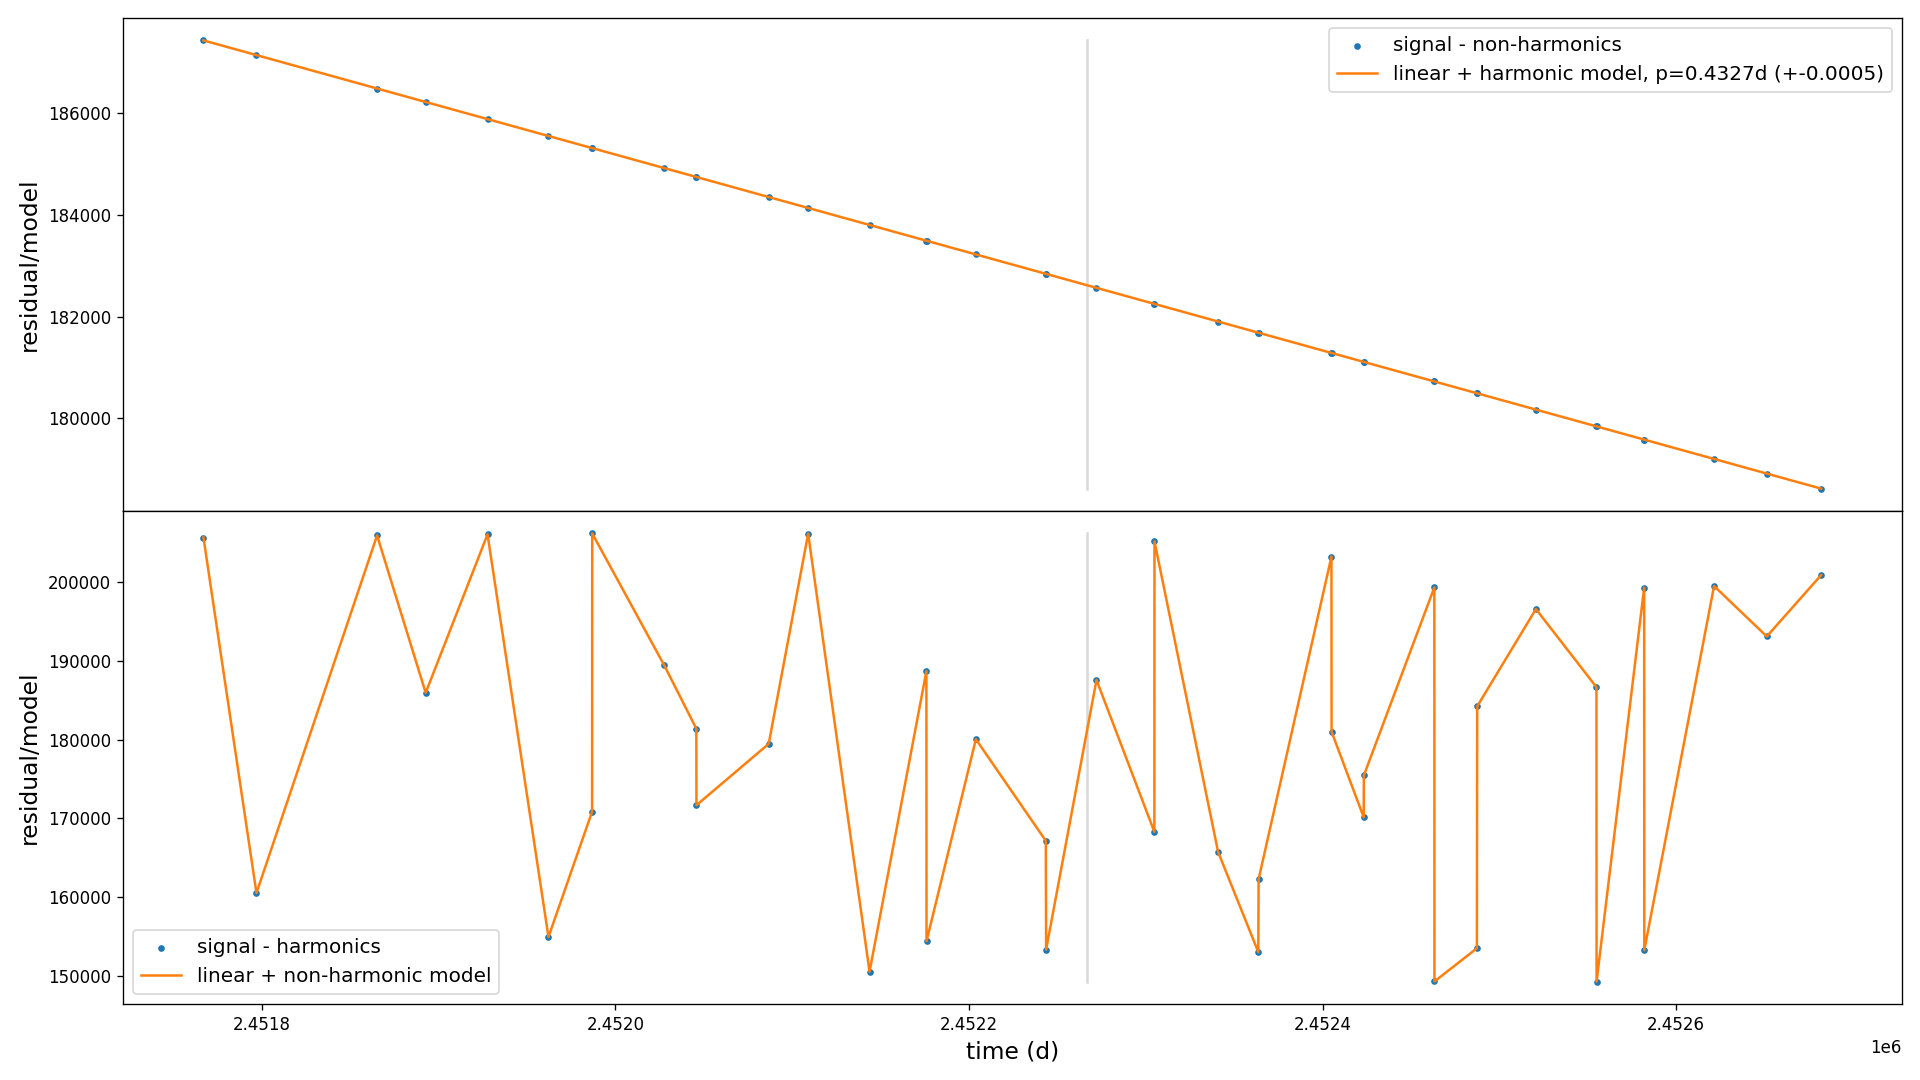 signal - non-harmonics
linear + harmonic model, p=0.4327d (+-0.0005)
186000
184000
182000
180000
residual/model
200000
190000
180000
170000
160000
150000
residual/model
signal - harmonics
linear + non-harmonic model
2.4518
2.4520
2.4522
2.4524
2.4526
time (d)
1e6